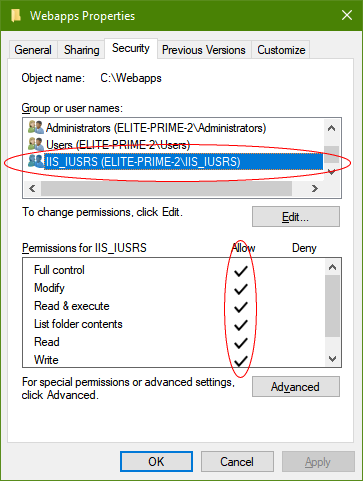 Webapps Properties
General Sharing Security Previous Versions Customize
Object name: C:\Webapps
Group or user names:
Administrators (ELITE-PRIME-2\Administrators)
Users (ELITE-PRIME-2\Users)
IIS_IUSRS (ELITE-PRIME-2\IIS_IUSRS)
To change permissions, click Edit.
Edit...
Permissions for IIS_IUSRS Allow Deny
Full control
Modify
Read & execute
List folder contents
Read
Write
For special permissions or advanced settings,
click Advanced.
Advanced
OK Cancel Apply